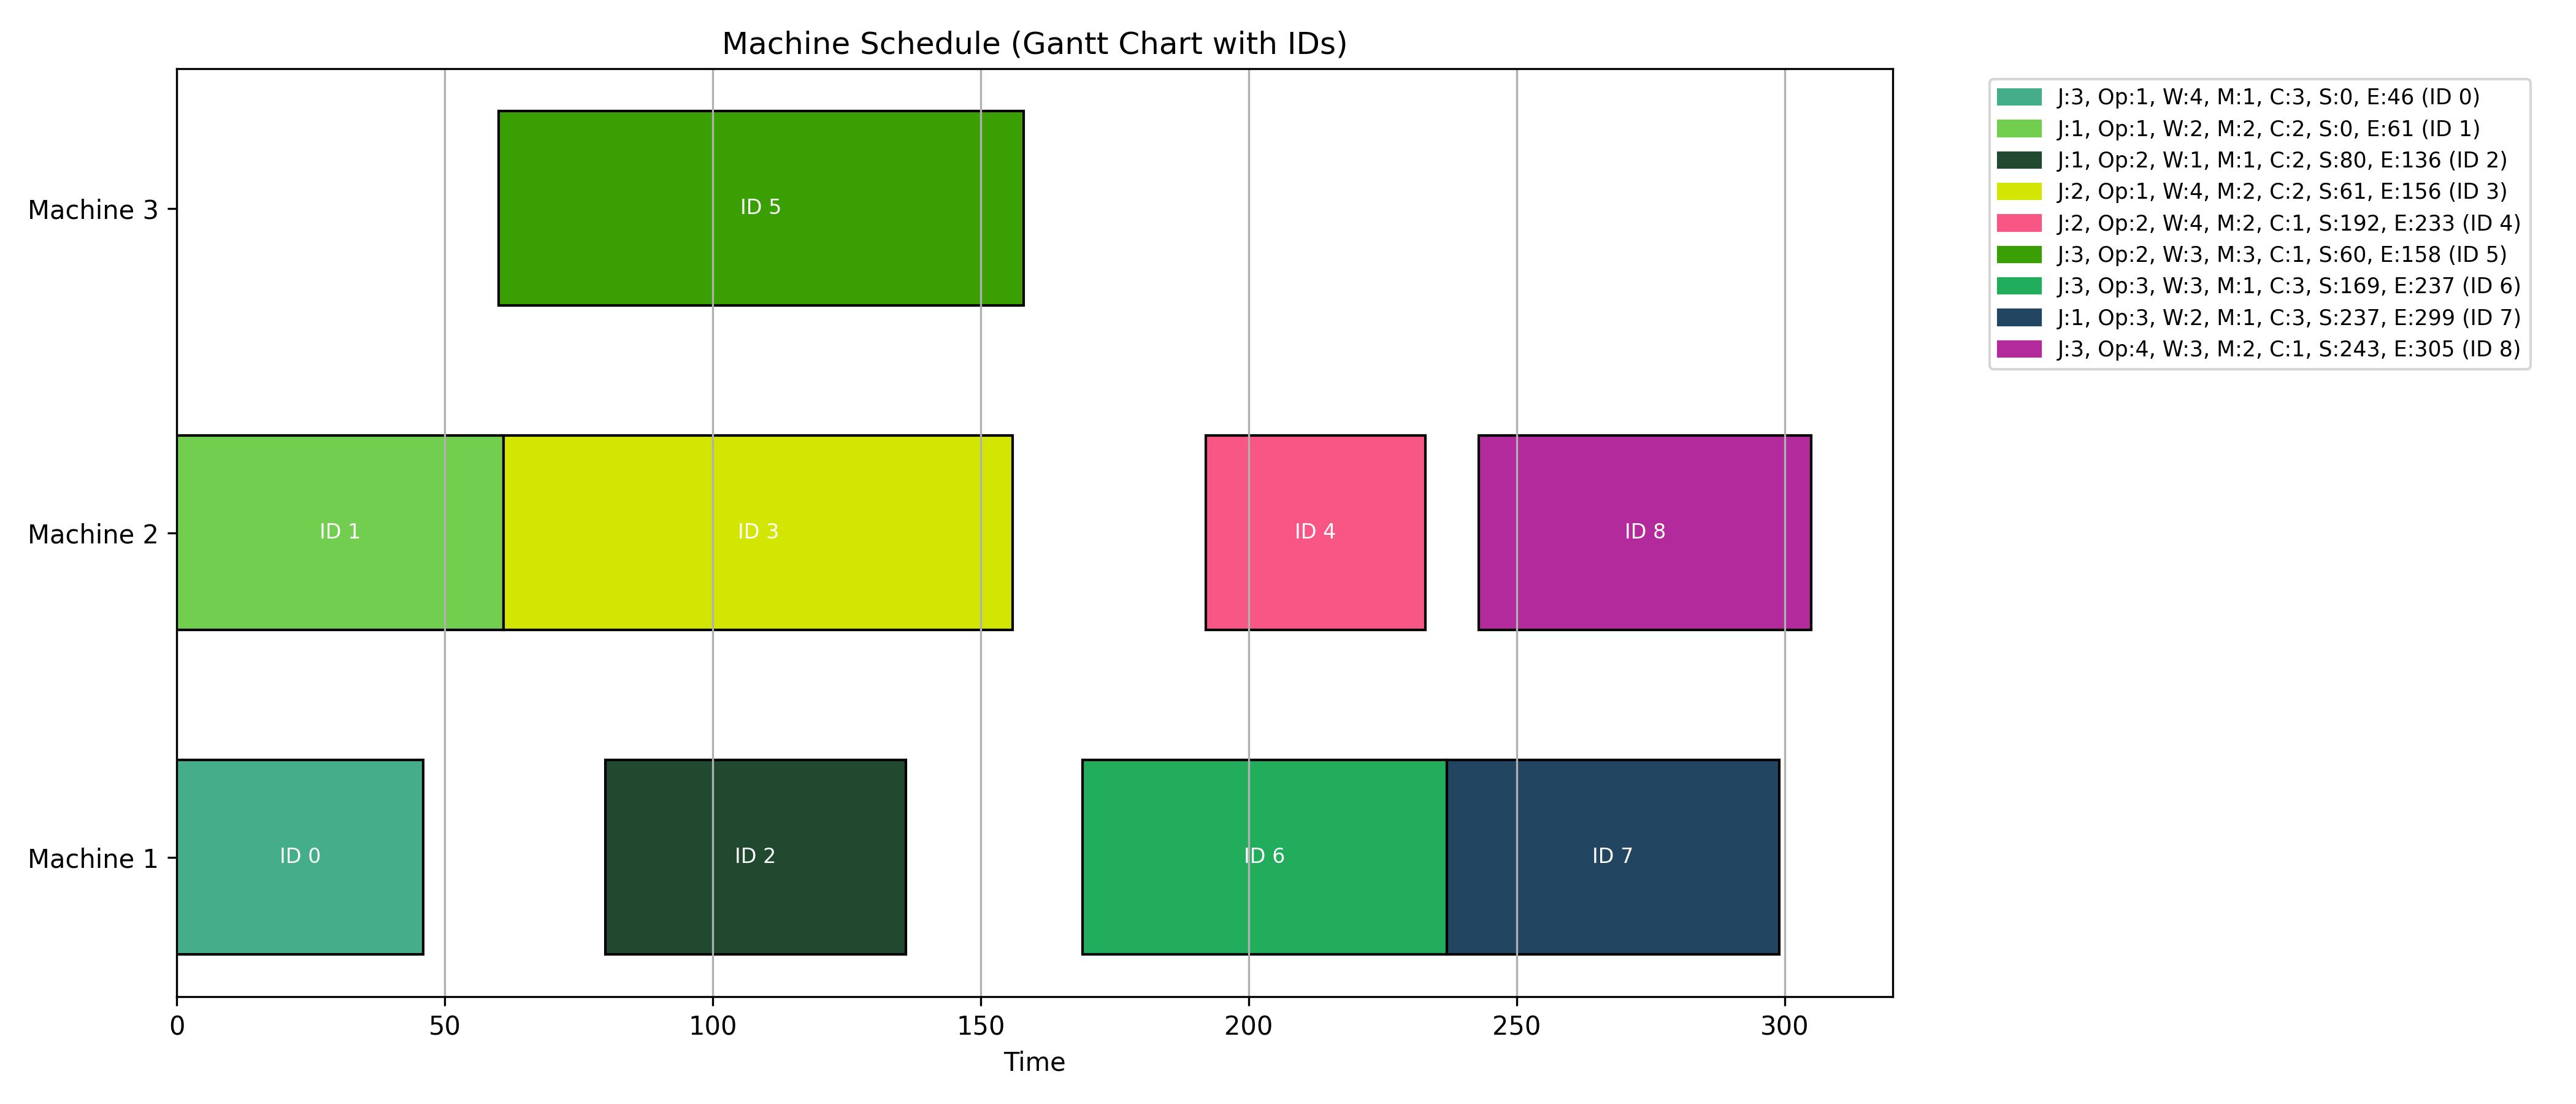 Machine Schedule (Gantt Chart with IDs)
J:3, Op:1, W:4, M:1, C:3, S:0, E:46 (ID 0)
J:1, Op:1, W:2, M:2, C:2, S:0, E:61 (ID 1)
J:1, Op:2, W:1, M:1, C:2, S:80, E:136 (ID 2)
J:2, Op:1, W:4, M:2, C:2, S:61, E:156 (ID 3)
J:2, Op:2, W:4, M:2, C:1, S:192, E:233 (ID 4)
J:3, Op:2, W:3, M:3, C:1, S:60, E:158 (ID 5)
J:3, Op:3, W:3, M:1, C:3, S:169, E:237 (ID 6)
J:1, Op:3, W:2, M:1, C:3, S:237, E:299 (ID 7)
J:3, Op:4, W:3, M:2, C:1, S:243, E:305 (ID 8)
Machine 3
ID 5
Machine 2
ID 1
ID 3
ID 4
ID 8
Machine 1
ID 0
ID 2
ID 6
ID 7
0 50 100 150 200 250 300
Time